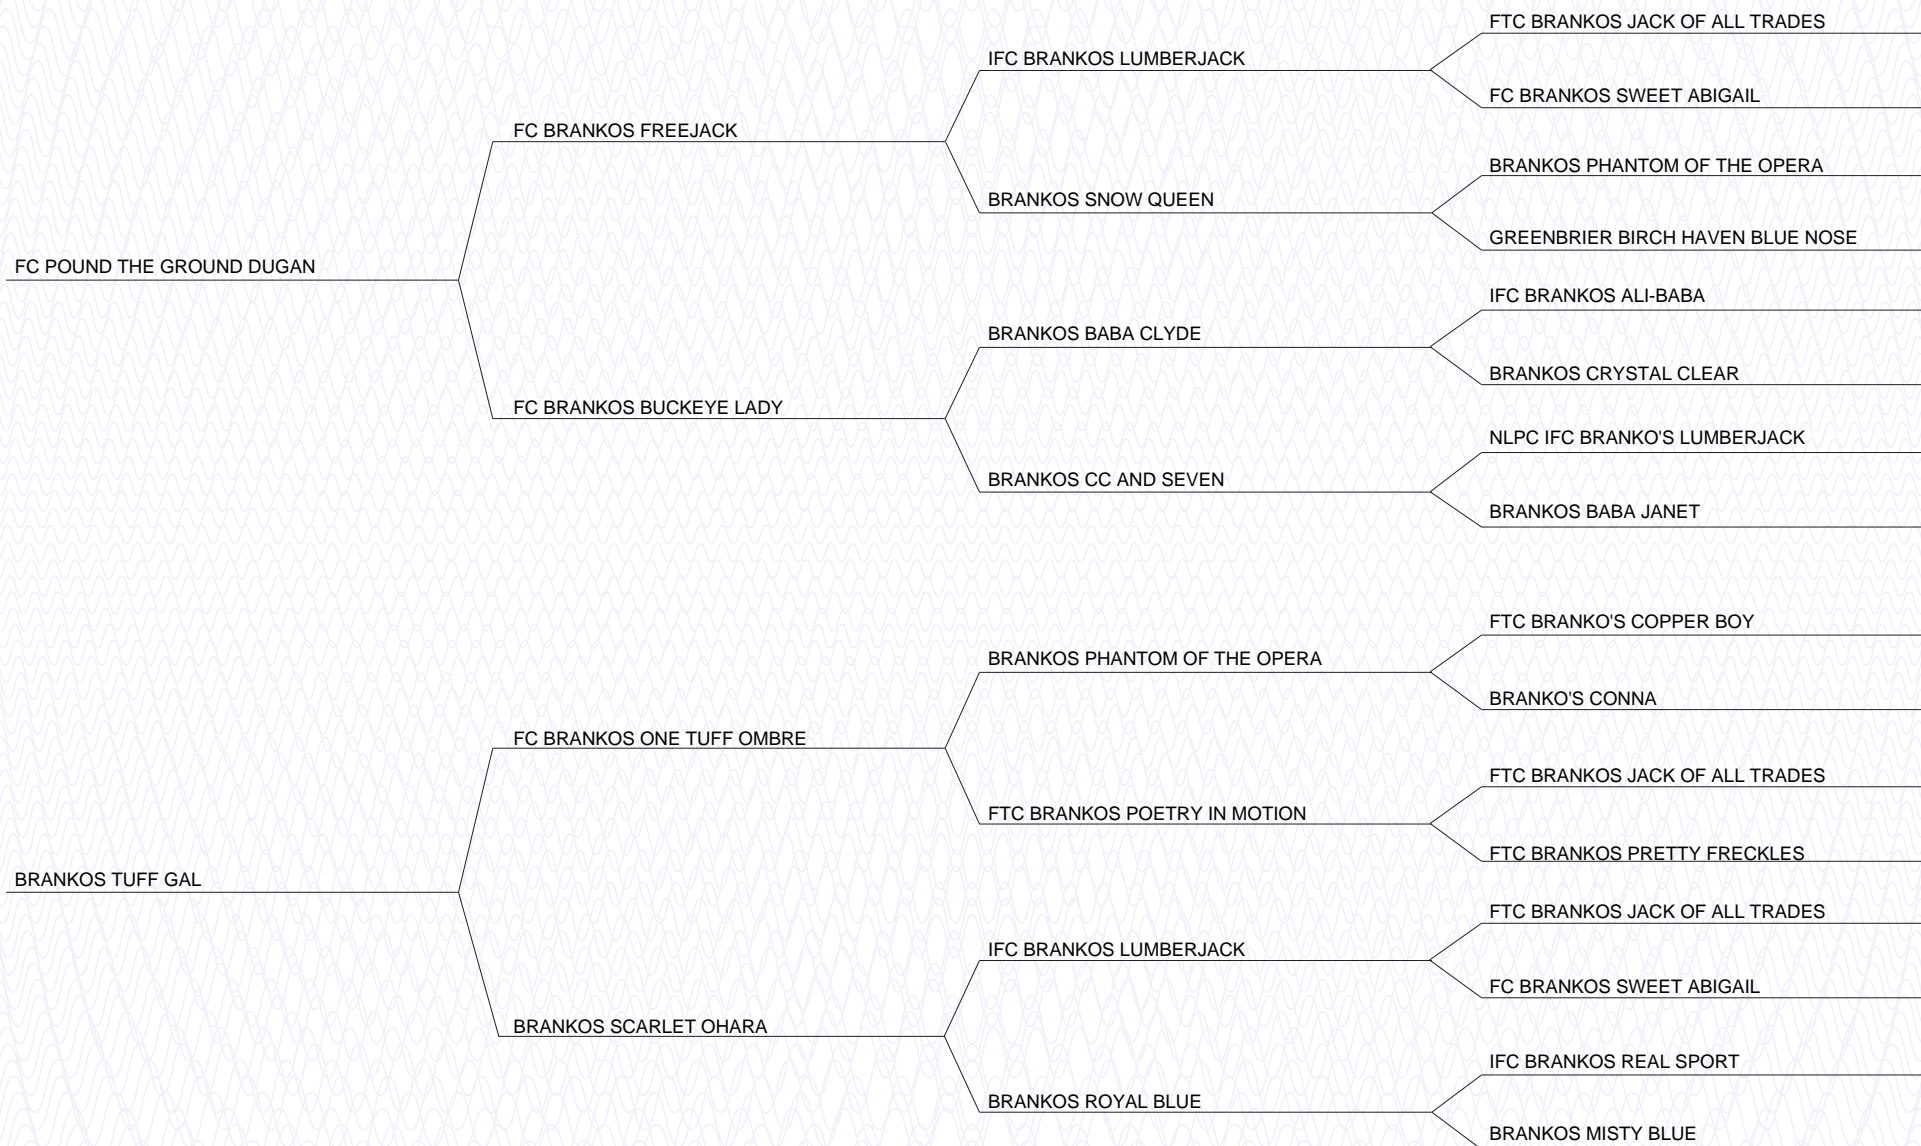 FTC BRANKOS JACK OF ALL TRADES
IFC BRANKOS LUMBERJACK
FC BRANKOS SWEET ABIGAIL
FC BRANKOS FREEJACK
BRANKOS PHANTOM OF THE OPERA
BRANKOS SNOW QUEEN
GREENBRIER BIRCH HAVEN BLUE NOSE
FC POUND THE GROUND DUGAN
IFC BRANKOS ALI-BABA
BRANKOS BABA CLYDE
BRANKOS CRYSTAL CLEAR
FC BRANKOS BUCKEYE LADY
NLPC IFC BRANKO'S LUMBERJACK
BRANKOS CC AND SEVEN
BRANKOS BABA JANET
FTC BRANKO'S COPPER BOY
BRANKOS PHANTOM OF THE OPERA
BRANKO'S CONNA
FC BRANKOS ONE TUFF OMBRE
FTC BRANKOS JACK OF ALL TRADES
FTC BRANKOS POETRY IN MOTION
FTC BRANKOS PRETTY FRECKLES
BRANKOS TUFF GAL
FTC BRANKOS JACK OF ALL TRADES
IFC BRANKOS LUMBERJACK
FC BRANKOS SWEET ABIGAIL
BRANKOS SCARLET OHARA
IFC BRANKOS REAL SPORT
BRANKOS ROYAL BLUE
BRANKOS MISTY BLUE